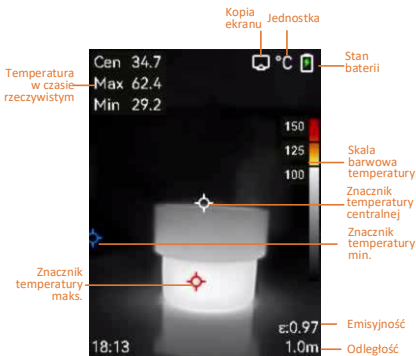 Kopia
ekranu
Jednostka
Stan
baterii
Temperatura
w czasie
rzeczywistym
Cen 34.7
Max 62.4
Min 29.2
°C
150
125
100
Skala
barwowa
temperatury
Znacznik
temperatury
centralnej
Znacznik
temperatury
min.
Znacznik
temperatury
maks.
ε:0.97
Emisyjność
18:13
1.0m
Odległość